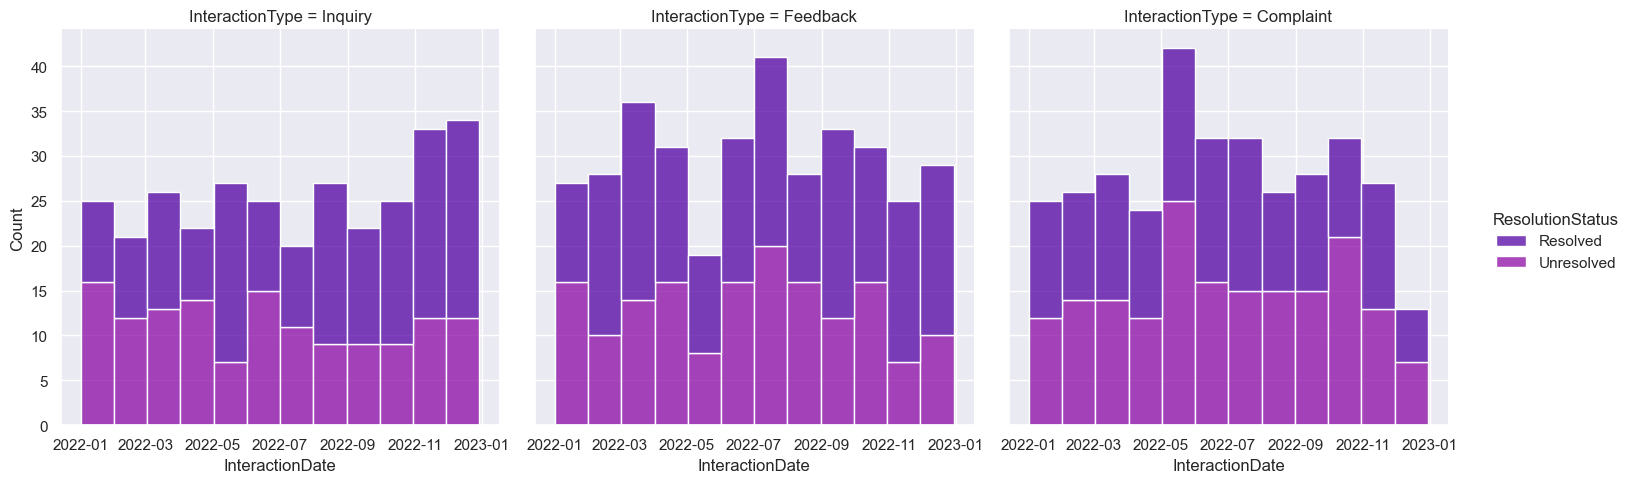 InteractionType = Inquiry
InteractionType = Feedback
InteractionType = Complaint
Count
40
35
30
25
20
15
10
5
0
2022-01 2022-03 2022-05 2022-07 2022-09 2022-11 2023-01
InteractionDate
2022-01 2022-03 2022-05 2022-07 2022-09 2022-11 2023-01
InteractionDate
2022-01 2022-03 2022-05 2022-07 2022-09 2022-11 2023-01
InteractionDate
ResolutionStatus
Resolved
Unresolved